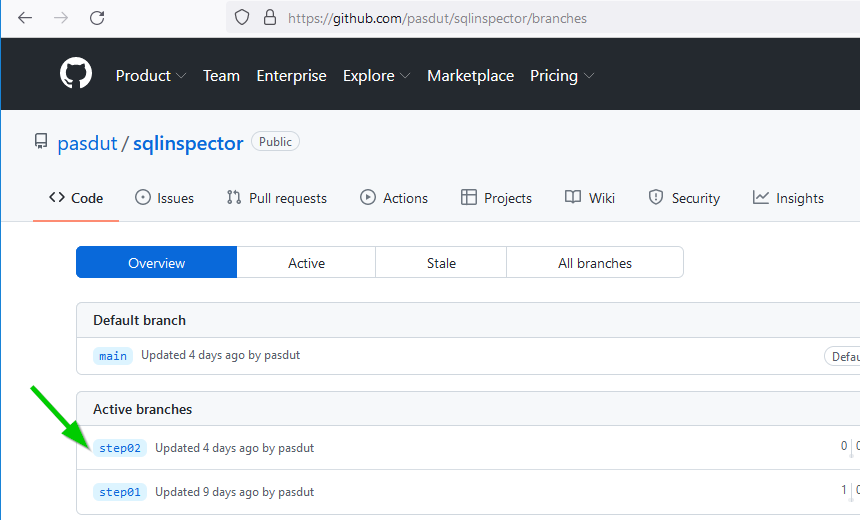 https://github.com/pasdut/sqlinspector/branches
Product Team Enterprise Explore Marketplace Pricing
pasdut / sqlinspector Public
Code Issues Pull requests Actions Projects Wiki Security Insights
Overview Active Stale All branches
Default branch
main Updated 4 days ago by pasdut Defau
Active branches
step02 Updated 4 days ago by pasdut 0 0
step01 Updated 9 days ago by pasdut 1 0